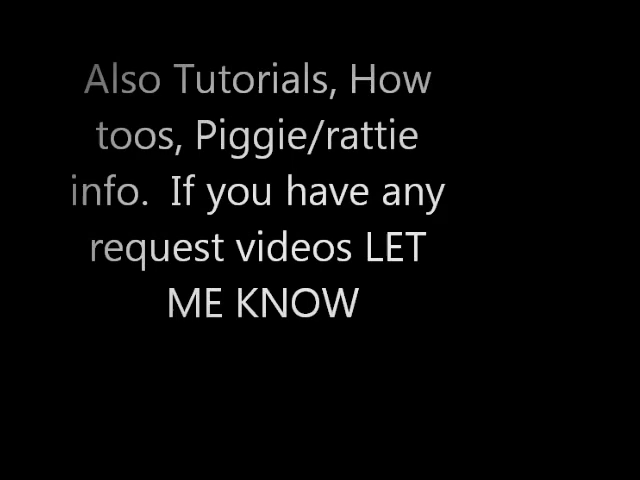 Also Tutorials, How
toos, Piggie/rattie
info.  If you have any
request videos LET
ME KNOW